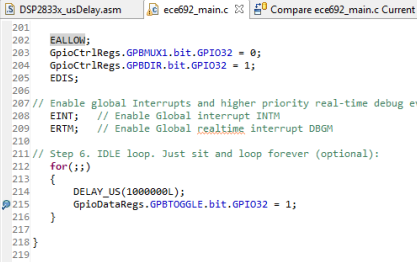 DSP2833x_usDelay.asm ece692_main.c Compare ece692_main.c Current
201
202 EALLOW;
203 GpioCtrlRegs.GPBMUX1.bit.GPIO32 = 0;
204 GpioCtrlRegs.GPBDIR.bit.GPIO32 = 1;
205 EDIS;
206
207 // Enable global Interrupts and higher priority real-time debug ev
208 EINT; // Enable Global interrupt INTM
209 ERTM; // Enable Global realtime interrupt DBGM
210
211 // Step 6. IDLE loop. Just sit and loop forever (optional):
212 for(;;)
213 {
214 DELAY_US(1000000L);
215 GpioDataRegs.GPBTOGGLE.bit.GPIO32 = 1;
216 }
217
218 }
219